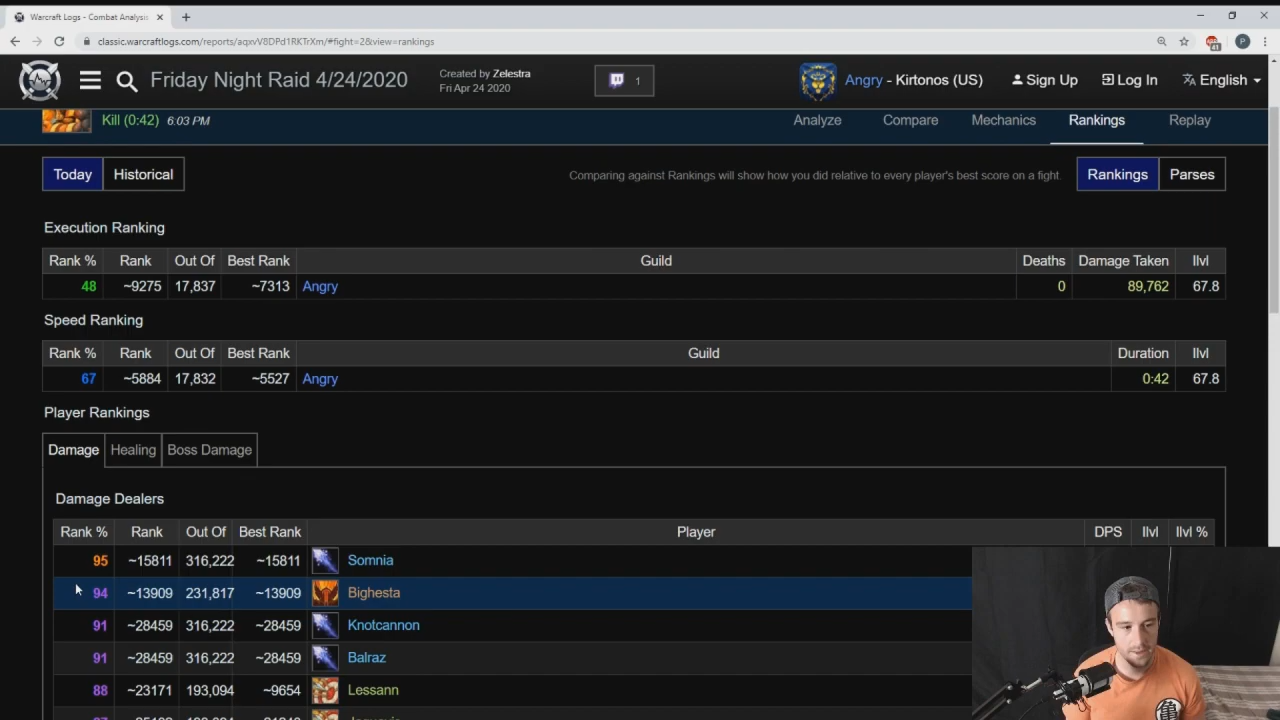 Warcraft Logs - Combat Analysis
classic.warcraftlogs.com/reports/aqxvV8DPd1RKTrXm/#fight=2&view=rankings
41
P
Friday Night Raid 4/24/2020
Created by Zelestra
Fri Apr 24 2020
1
Angry - Kirtonos (US)
Sign Up
Log In
English
Kill (0:42) 6:03 PM
Analyze
Compare
Mechanics
Rankings
Replay
Today
Historical
Comparing against Rankings will show how you did relative to every player's best score on a fight
Rankings
Parses
Execution Ranking
Rank % Rank Out Of Best Rank Guild Deaths Damage Taken Ilvl
48 ~9275 17,837 ~7313 Angry 0 89,762 67.8
Speed Ranking
Rank % Rank Out Of Best Rank Guild Duration Ilvl
67 ~5884 17,832 ~5527 Angry 0:42 67.8
Player Rankings
Damage Healing Boss Damage
Damage Dealers
Rank % Rank Out Of Best Rank Player DPS Ilvl Ilvl %
95 ~15811 316,222 ~15811 Somnia
94 ~13909 231,817 ~13909 Bighesta
91 ~28459 316,222 ~28459 Knotcannon
91 ~28459 316,222 ~28459 Balraz
88 ~23171 193,094 ~9654 Lessann